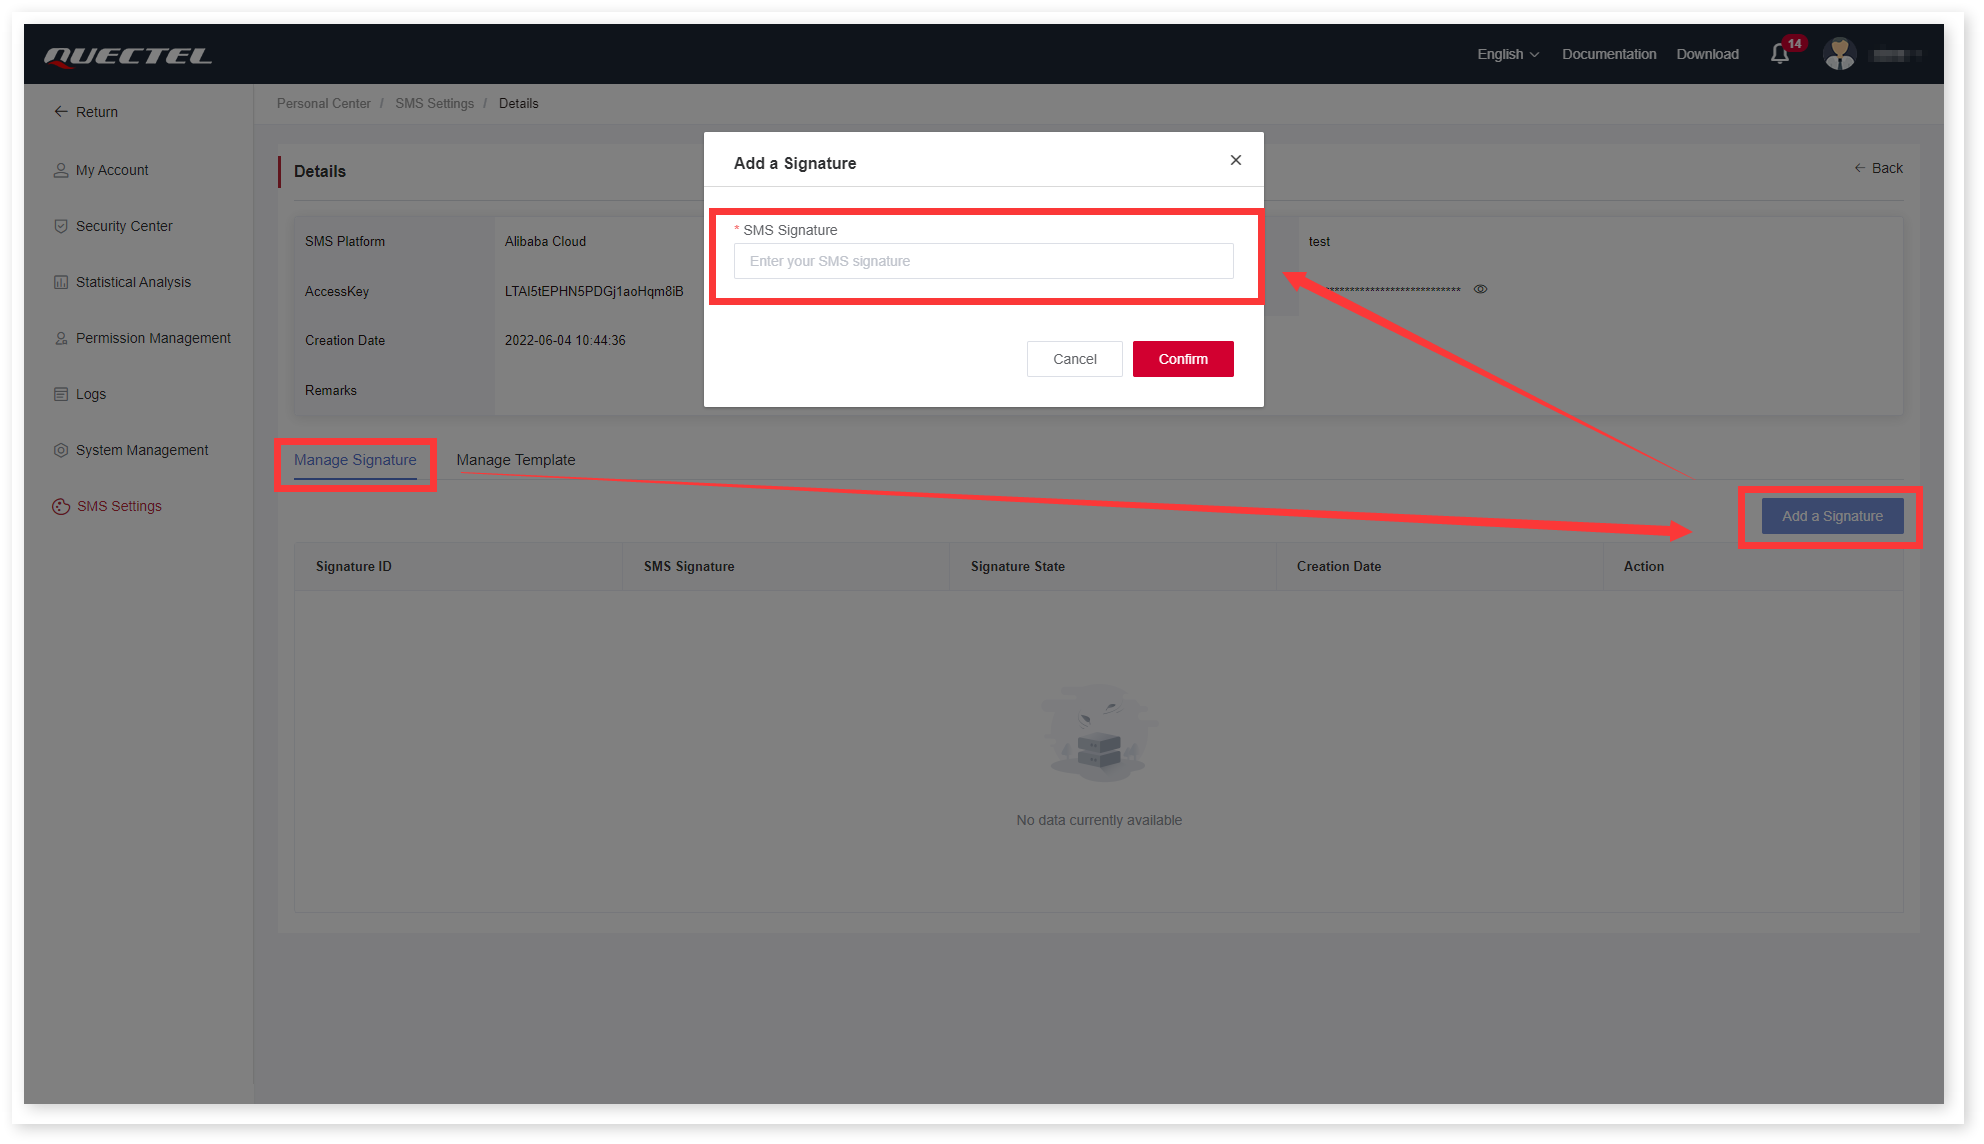 QUECTEL
English
Documentation
Download
14
Return
Personal Center / SMS Settings / Details
My Account
Security Center
Statistical Analysis
Permission Management
Logs
System Management
SMS Settings
Details
Back
SMS Platform
Alibaba Cloud
test
AccessKey
LTAI5tEPHN5PDGj1aoHqm8iB
****************************
Creation Date
2022-06-04 10:44:36
Remarks
Add a Signature
* SMS Signature
Enter your SMS signature
Cancel
Confirm
Manage Signature
Manage Template
Add a Signature
Signature ID
SMS Signature
Signature State
Creation Date
Action
No data currently available